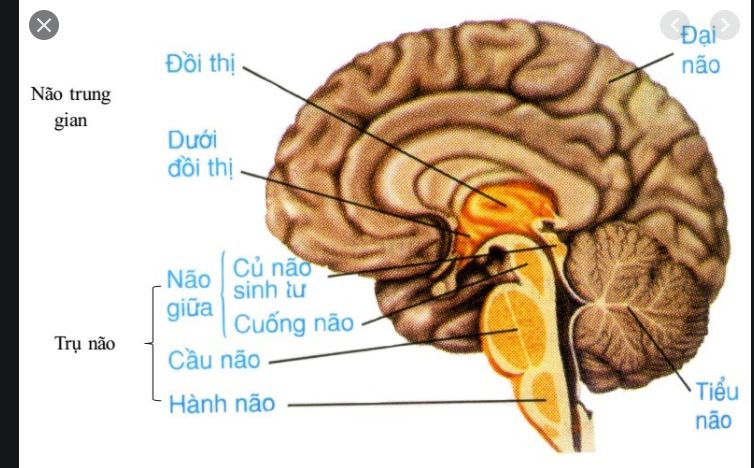 Đồi thị
Đại
não
Não trung
gian
Dưới
đồi thị
Não
giữa
Củ não
sinh tư
Cuống não
Trụ não
Cầu não
Hành não
Tiểu
não